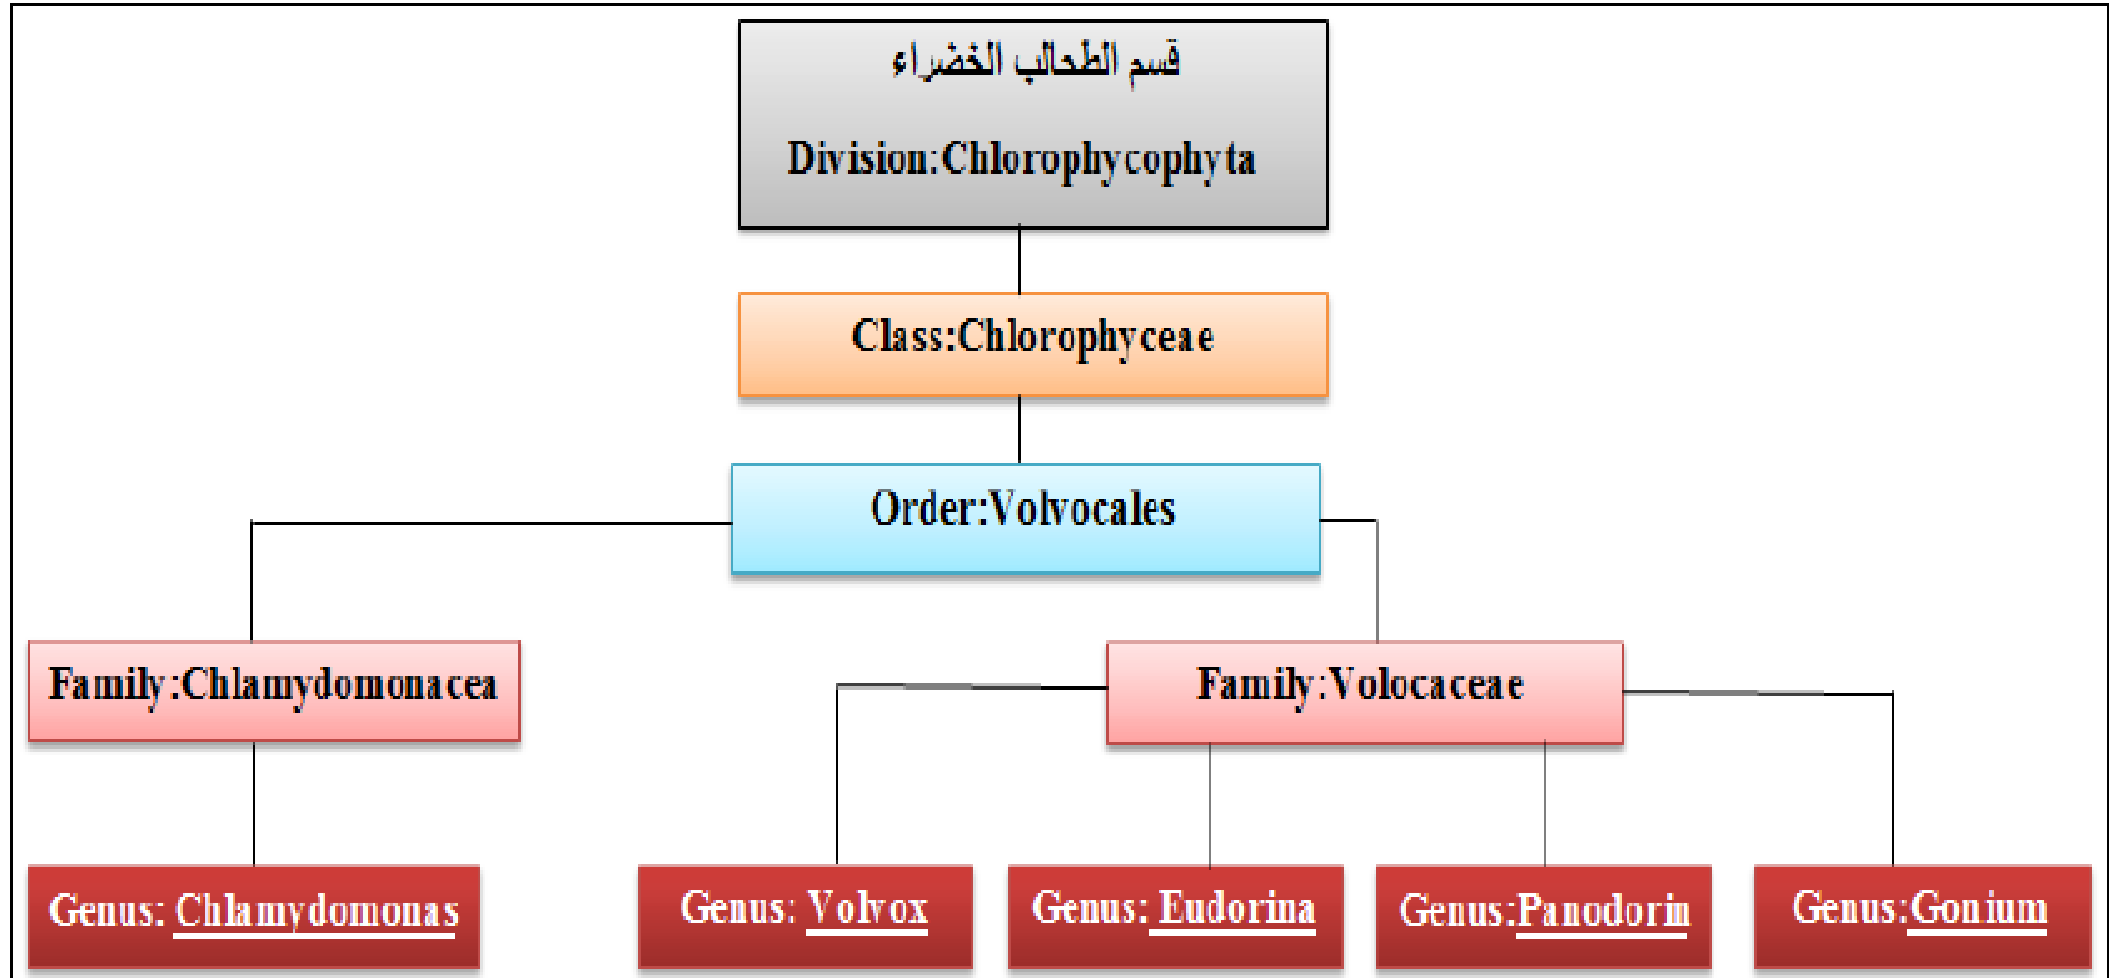 قسم الطحالب الخضراء
Division:Chlorophycophyta
Class:Chlorophyceae
Order:Volvocales
Family:Chlamydomonacea
Family:Volocaceae
Genus: Chlamydomonas
Genus: Volvox
Genus: Eudorina
Genus:Panodorin
Genus:Gonium